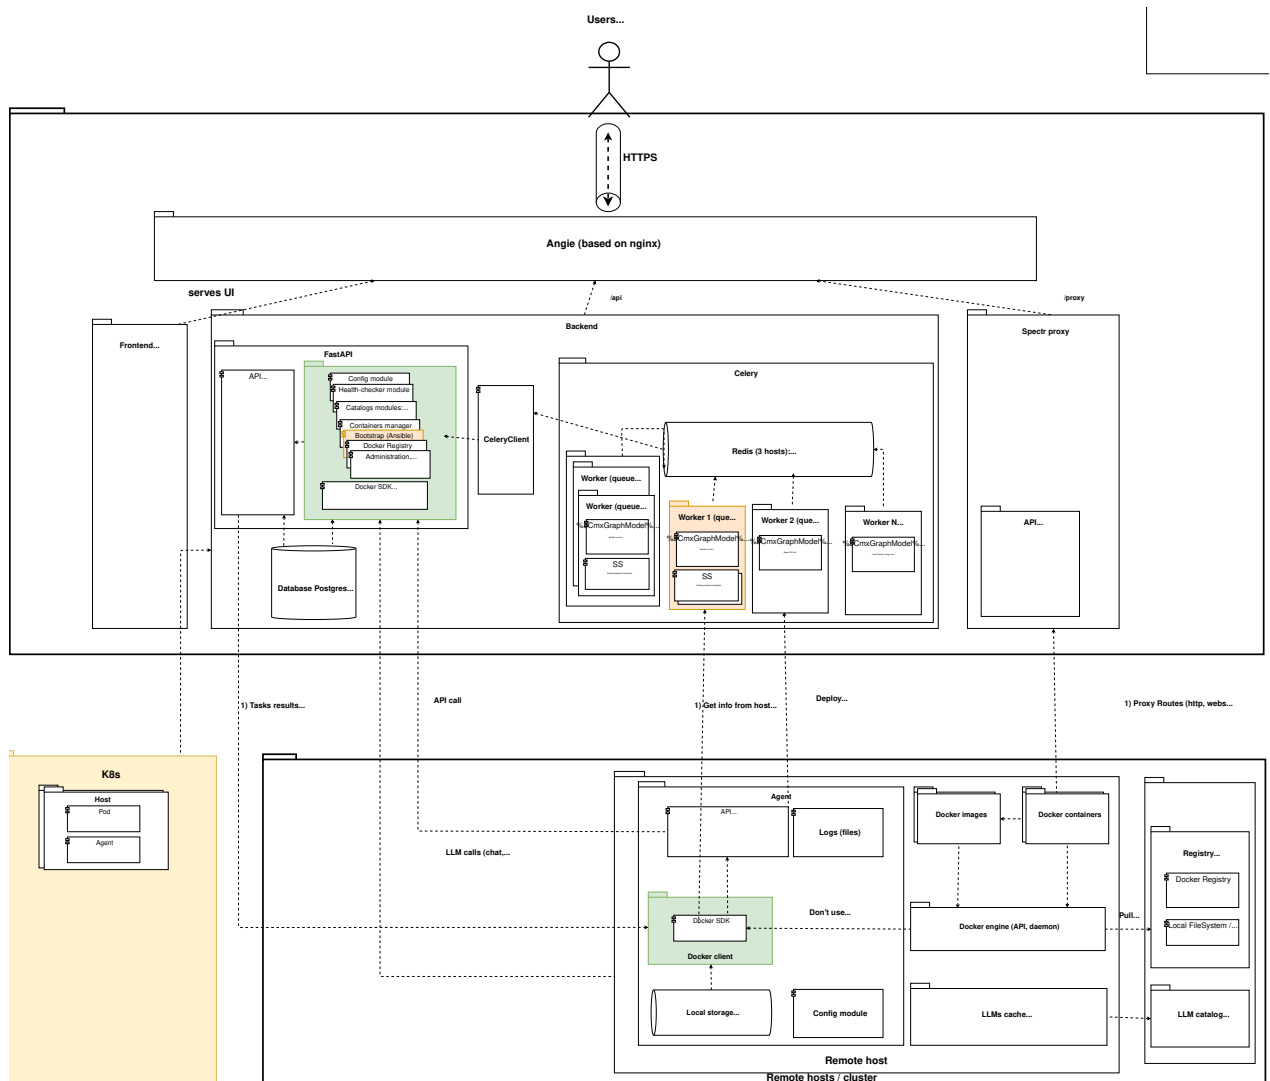 Users...
HTTPS
Angie (based on nginx)
serves UI
/api
/proxy
Frontend...
Backend
Spectr proxy
FastAPI
API...
Config module
Health-checker module
Catalogs modules:...
Containers manager
Bootstrap (Ansible)
Docker Registry
Administration,...
Docker SDK...
CeleryClient
Celery
Redis (3 hosts):...
Worker (queue...
Worker (queue...
%3CmxGraphModel%...
SS
Worker 1 (que...
%3CmxGraphModel%...
SS
Worker 2 (que...
%3CmxGraphModel%...
Worker N...
%3CmxGraphModel%...
API...
Database Postgres...
1) Tasks results...
API call
1) Get info from host...
Deploy...
1) Proxy Routes (http, webs...
K8s
Host
Pod
Agent
Agent
API...
Logs (files)
Docker images
Docker containers
LLM calls (chat,...
Registry...
Docker Registry
Local FileSystem /...
Docker SDK
Docker client
Don't use...
Docker engine (API, daemon)
Pull...
Local storage...
Config module
LLMs cache...
LLM catalog...
Remote host
Remote hosts / cluster